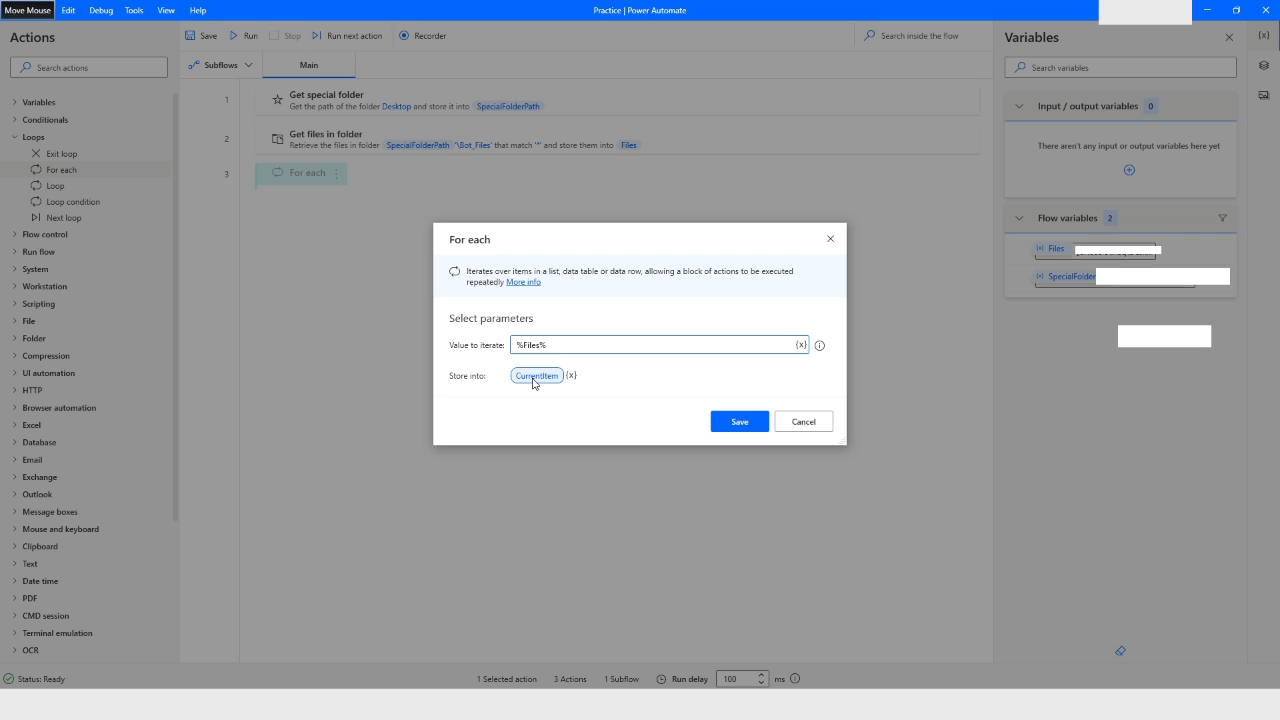 Move Mouse Edit Debug Tools View Help
Practice | Power Automate
Actions
Search actions
Variables
Conditionals
Loops
Exit loop
For each
Loop
Loop condition
Next loop
Flow control
Run flow
System
Workstation
Scripting
File
Folder
Compression
UI automation
HTTP
Browser automation
Excel
Database
Email
Exchange
Outlook
Message boxes
Mouse and keyboard
Clipboard
Text
Date time
PDF
CMD session
Terminal emulation
OCR
Save Run Stop Run next action Recorder
Search inside the flow
Subflows Main
1 Get special folder
Get the path of the folder Desktop and store it into SpecialFolderPath
2 Get files in folder
Retrieve the files in folder SpecialFolderPath '\Bot_Files' that match '*' and store them into Files
3 For each
For each
Iterates over items in a list, data table or data row, allowing a block of actions to be executed
repeatedly More info
Select parameters
Value to iterate: %Files% {x}
Store into: CurrentItem {x}
Save Cancel
Variables
{x}
Search variables
Input / output variables 0
There aren't any input or output variables here yet
Flow variables 2
(x) Files
(x) SpecialFolder
Status: Ready 1 Selected action 3 Actions 1 Subflow Run delay 100 ms